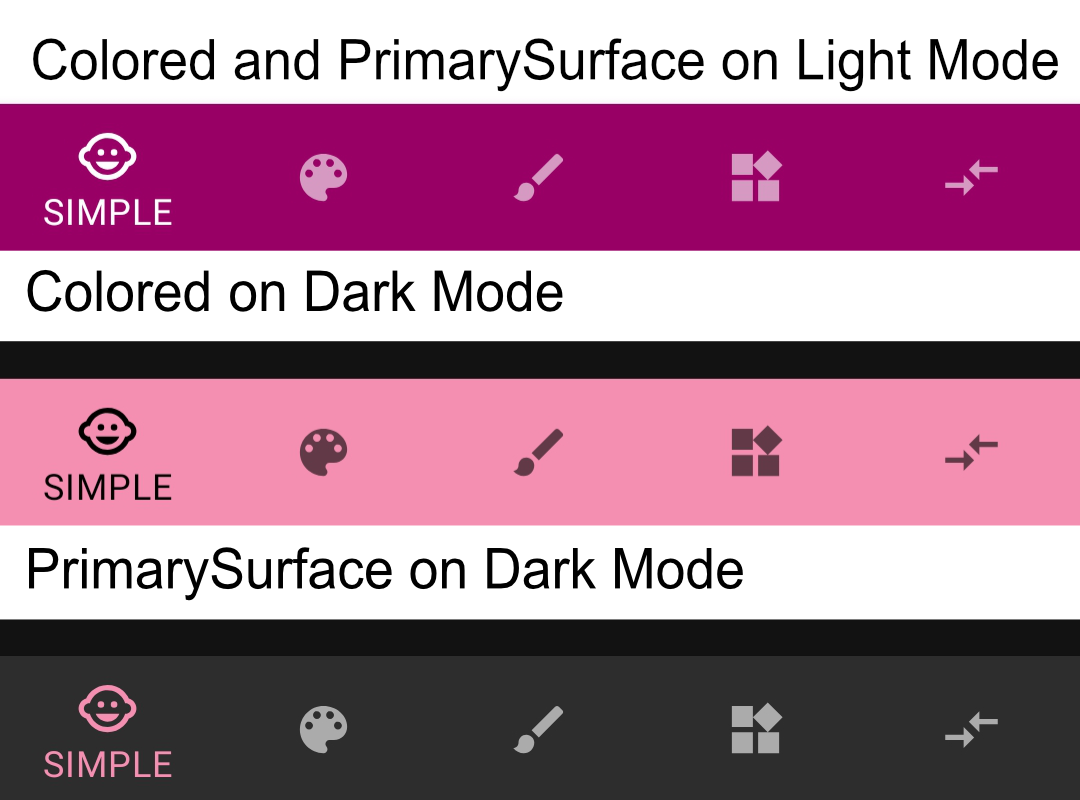 Colored and PrimarySurface on Light Mode
SIMPLE
Colored on Dark Mode
SIMPLE
PrimarySurface on Dark Mode
SIMPLE